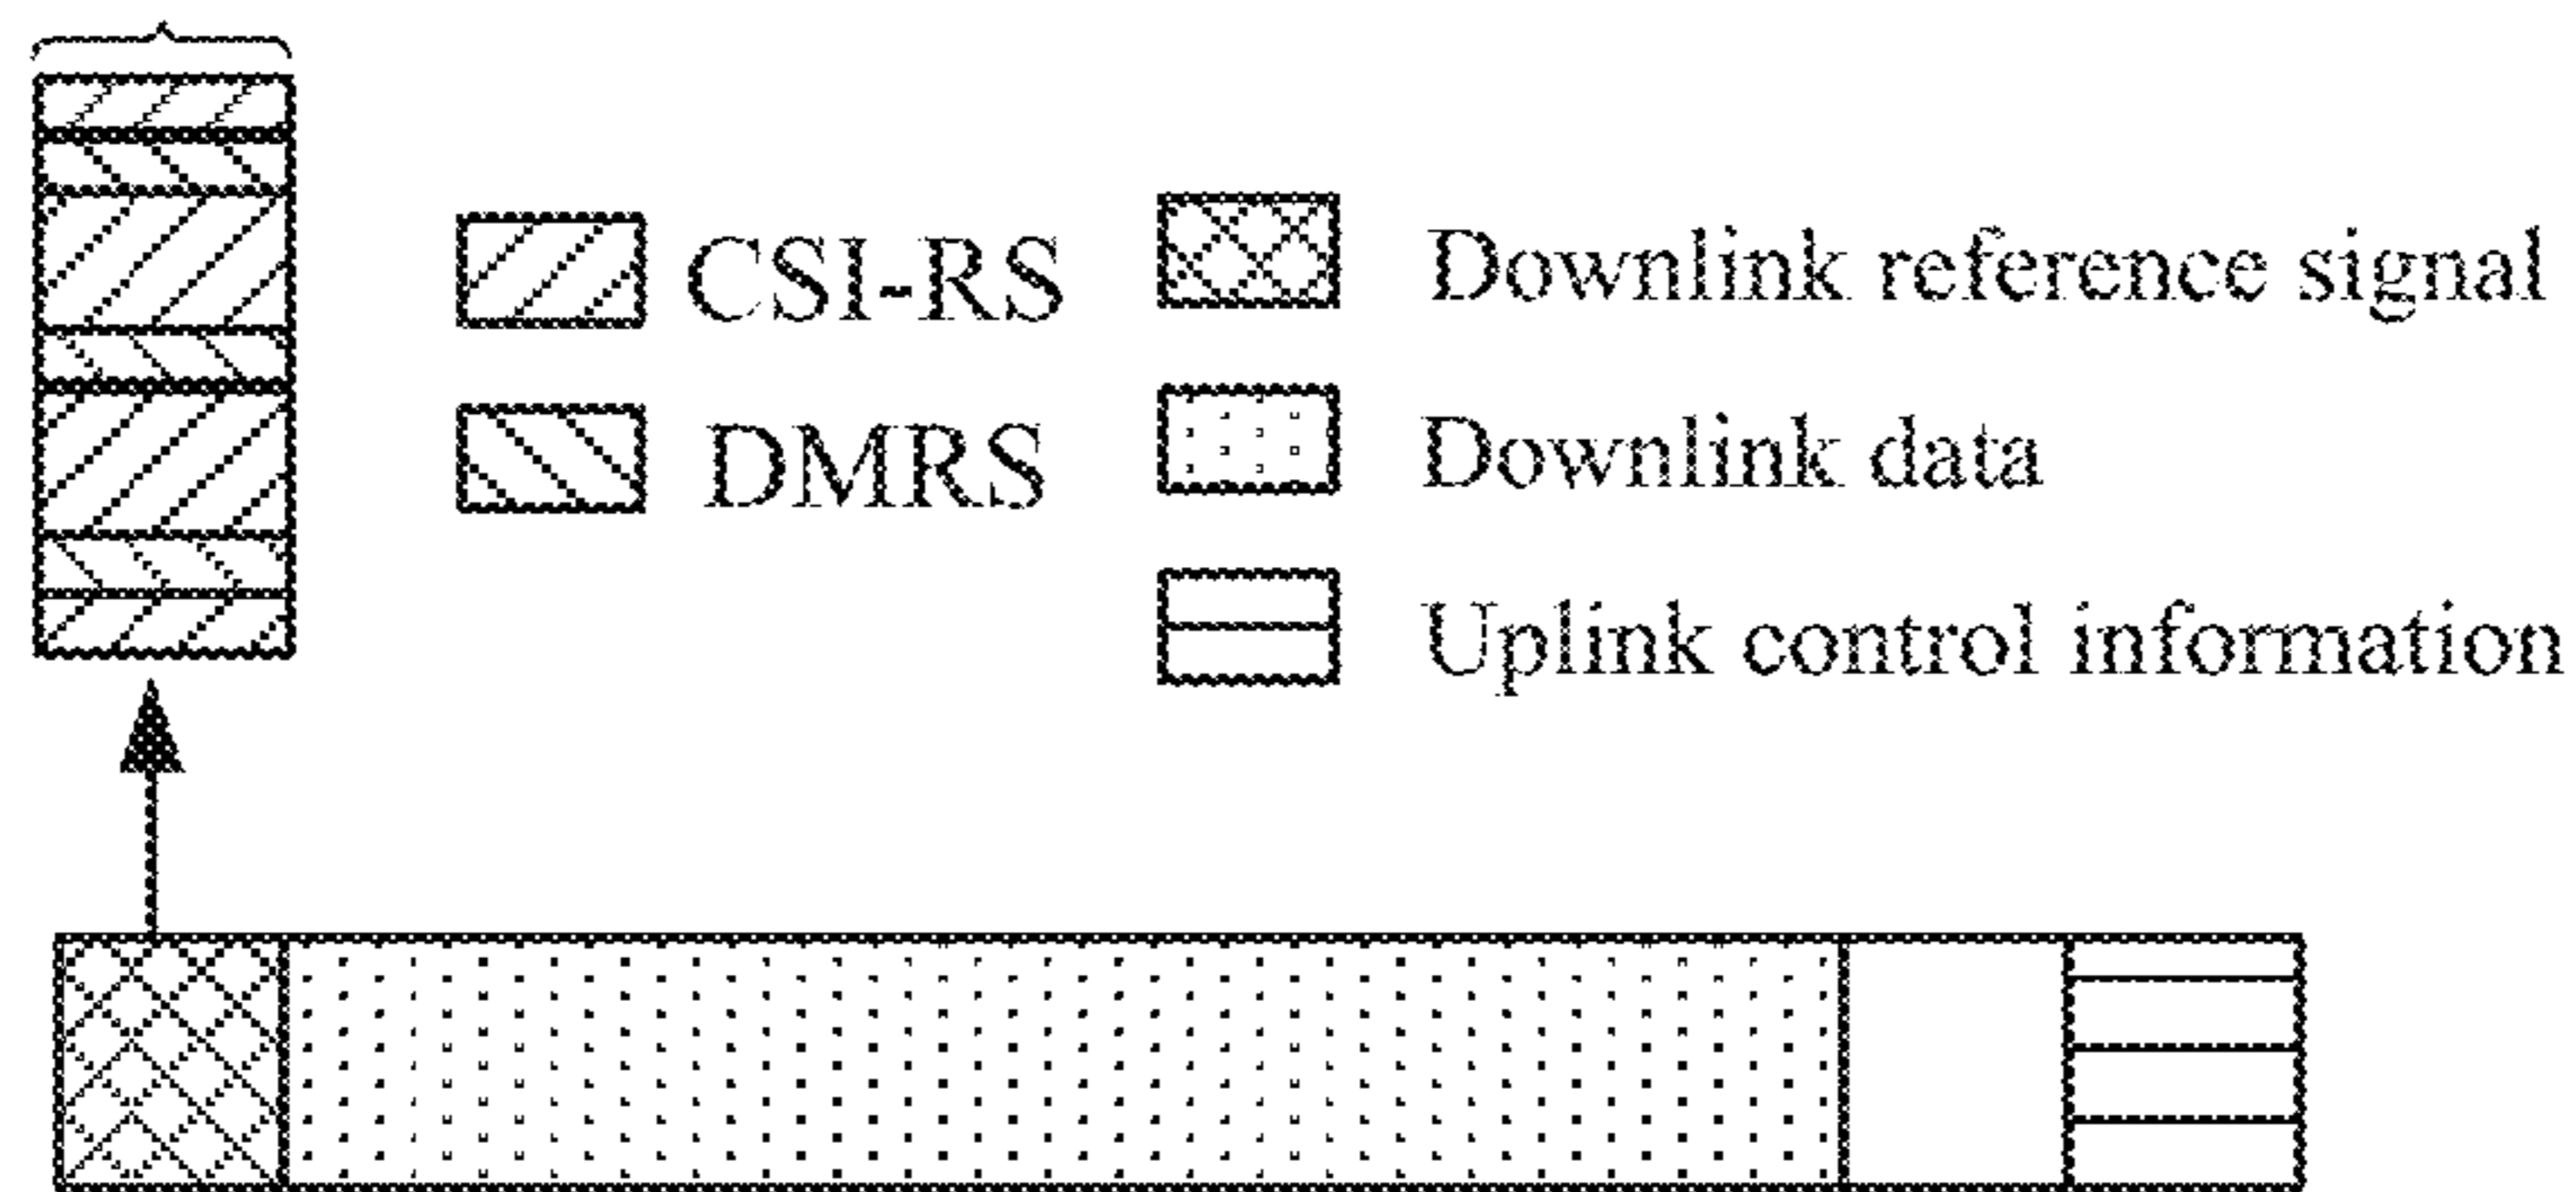 CSI-RS
DMRS
Downlink reference signal
Downlink data
Uplink control information